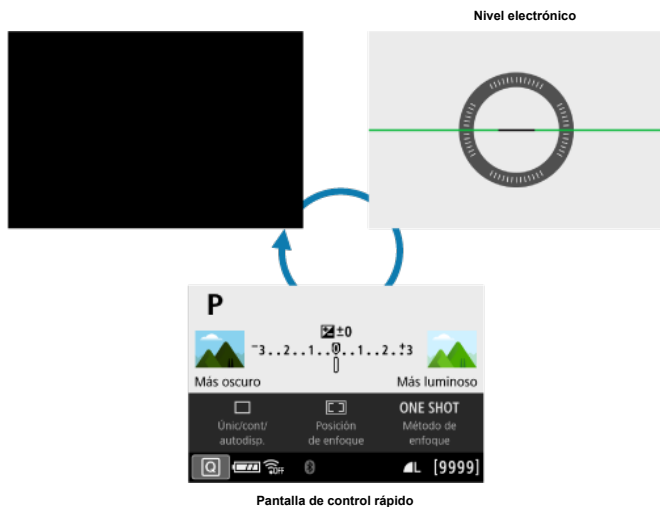 Nivel electrónico
P
±0
-3..2..1..0..1..2..+3
Más oscuro
Más luminoso
ONE SHOT
Únic/cont/
autodisp.
Posición
de enfoque
Método de
enfoque
Q
OFF
L
[9999]
Pantalla de control rápido